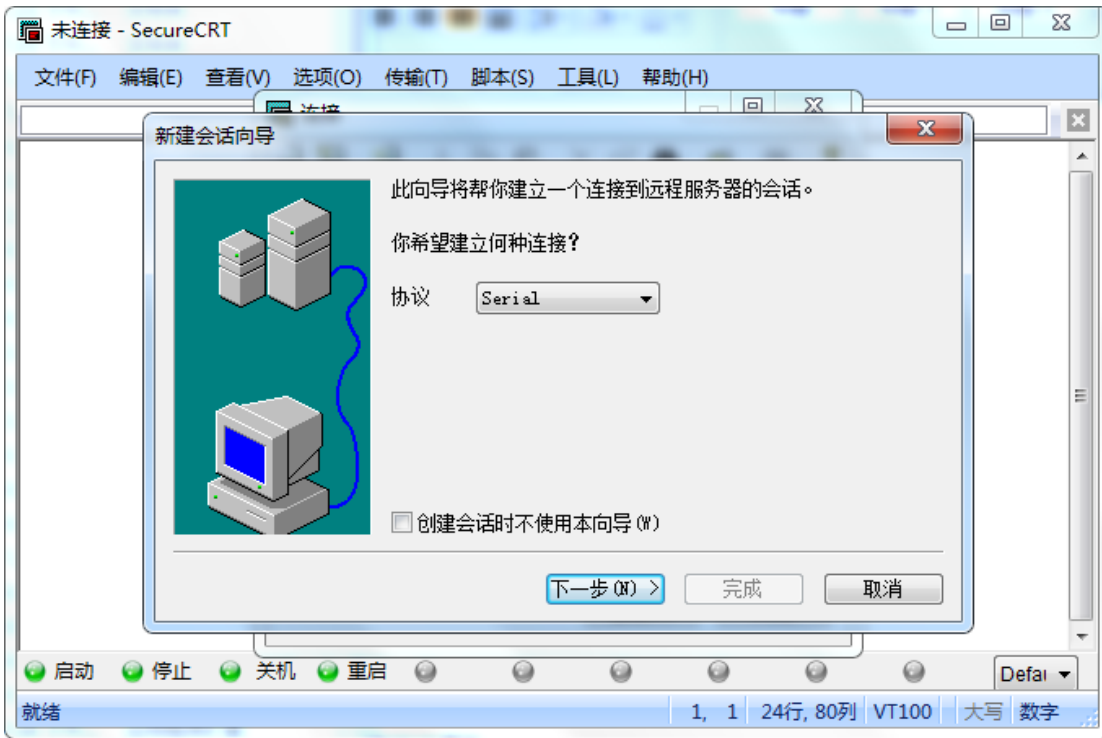 未连接 - SecureCRT
文件(F) 编辑(E) 查看(V) 选项(O) 传输(T) 脚本(S) 工具(L) 帮助(H)
连接
新建会话向导
此向导将帮你建立一个连接到远程服务器的会话。
你希望建立何种连接?
协议 Serial
创建会话时不使用本向导(W)
下一步(N) > 完成 取消
启动 停止 关机 重启 Defau
就绪 1, 1 24行, 80列 VT100 大写 数字